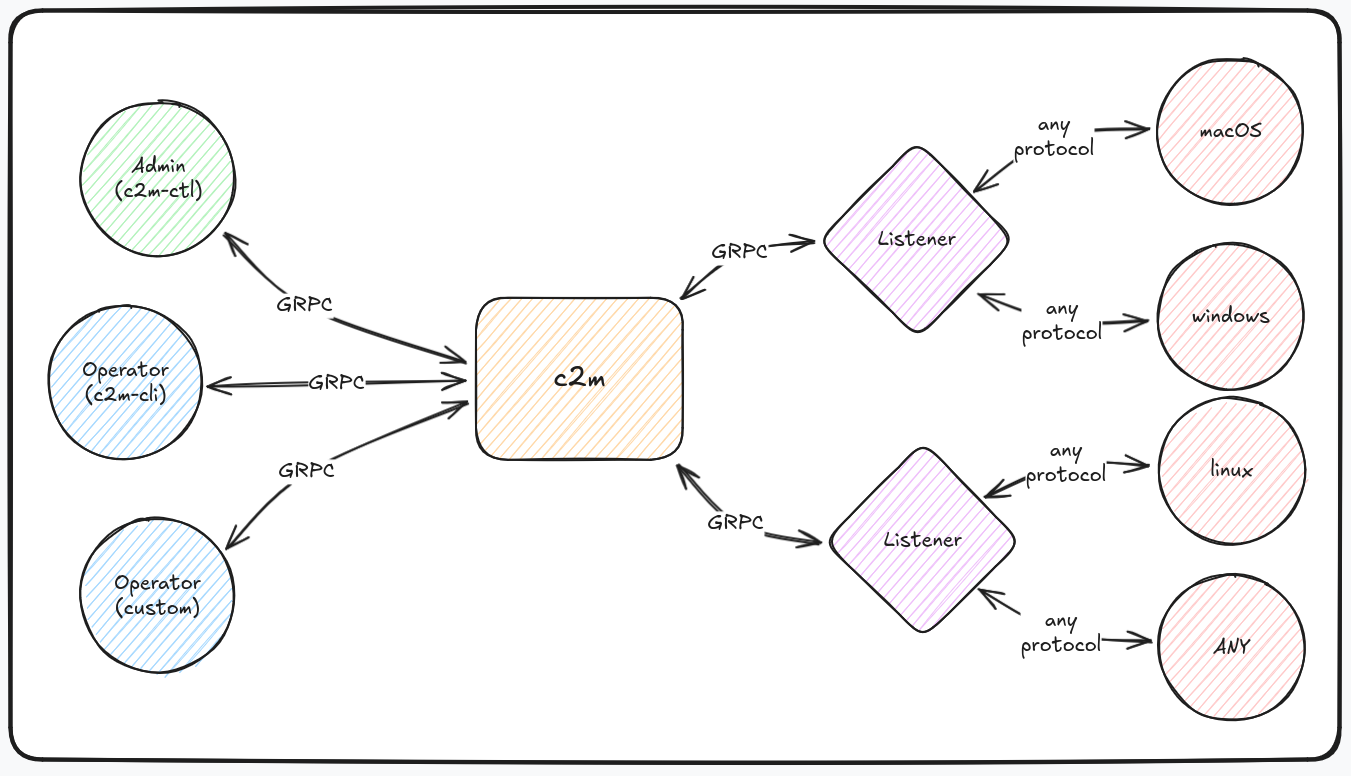 Admin
(c2m-ctl)
GRPC
Operator
(c2m-cli)
GRPC
Operator
(custom)
GRPC
c2m
GRPC
Listener
any
protocol
macOS
any
protocol
windows
GRPC
Listener
any
protocol
linux
any
protocol
ANY